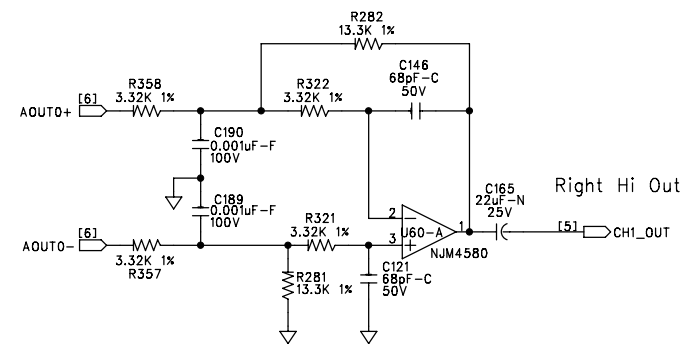 R282
13.3K 1%
C146
68pF-C
50V
[6]
R358
3.32K 1%
R322
3.32K 1%
AOUT0+
C190
0.001uF-F
100V
C189
0.001uF-F
100V
C165
22uF-N
25V
Right Hi Out
[6]
R321
3.32K 1%
2
1
U60-A
3
NJM4580
[5]
CH1_OUT
AOUT0-
3.32K 1%
R357
R281
13.3K 1%
C121
68pF-C
50V